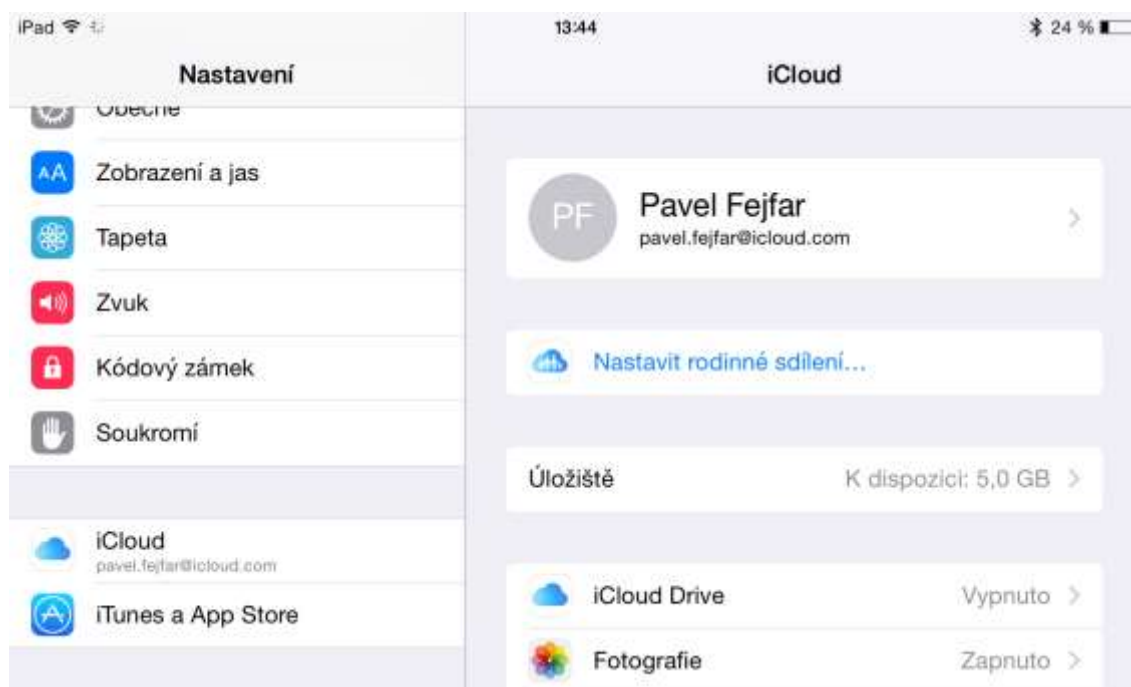 iPad 13:44 24 %
Nastavení
Obecné
AA Zobrazení a jas
Tapeta
Zvuk
Kódový zámek
Soukromí
iCloud
pavel.fejfar@icloud.com
iTunes a App Store
iCloud
PF Pavel Fejfar
pavel.fejfar@icloud.com
Nastavit rodinné sdílení...
Úložiště K dispozici: 5,0 GB
iCloud Drive Vypnuto
Fotografie Zapnuto